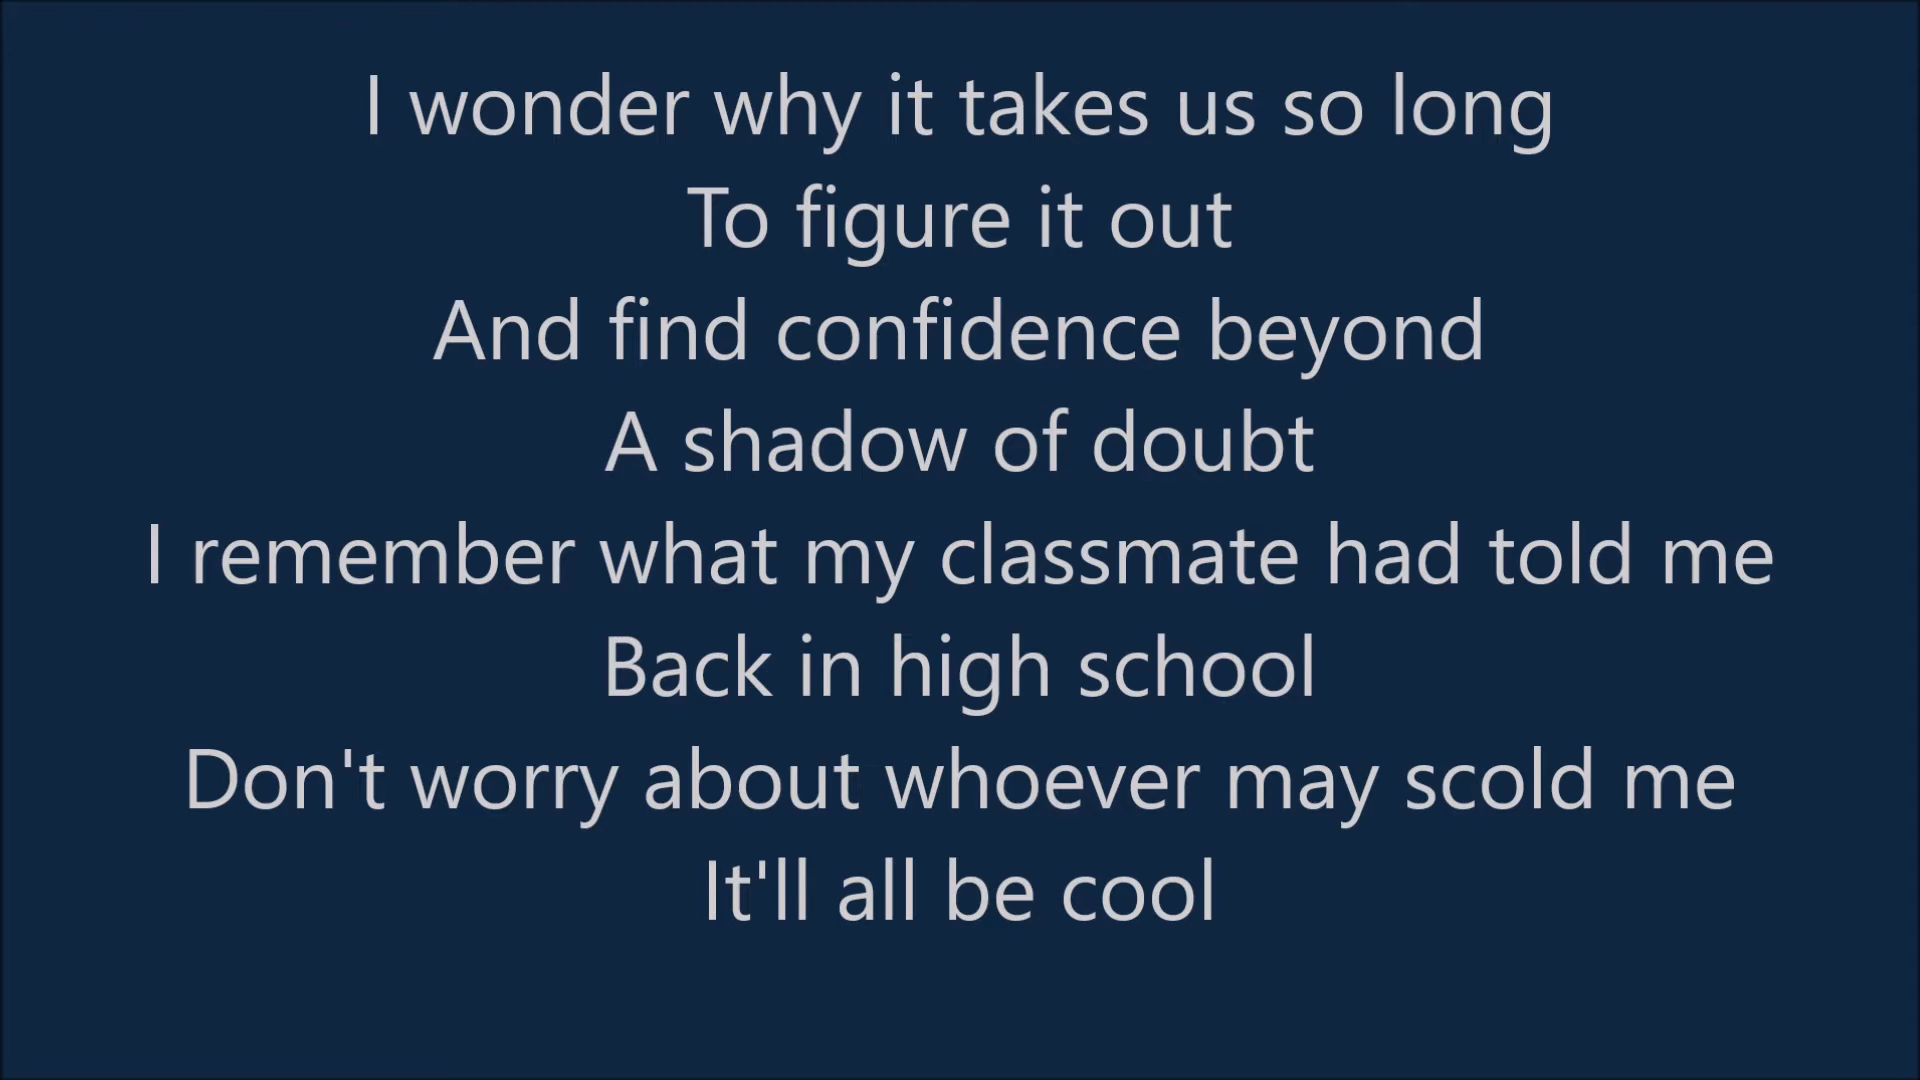 I wonder why it takes us so long
To figure it out
And find confidence beyond
A shadow of doubt
I remember what my classmate had told me
Back in high school
Don't worry about whoever may scold me
It'll all be cool